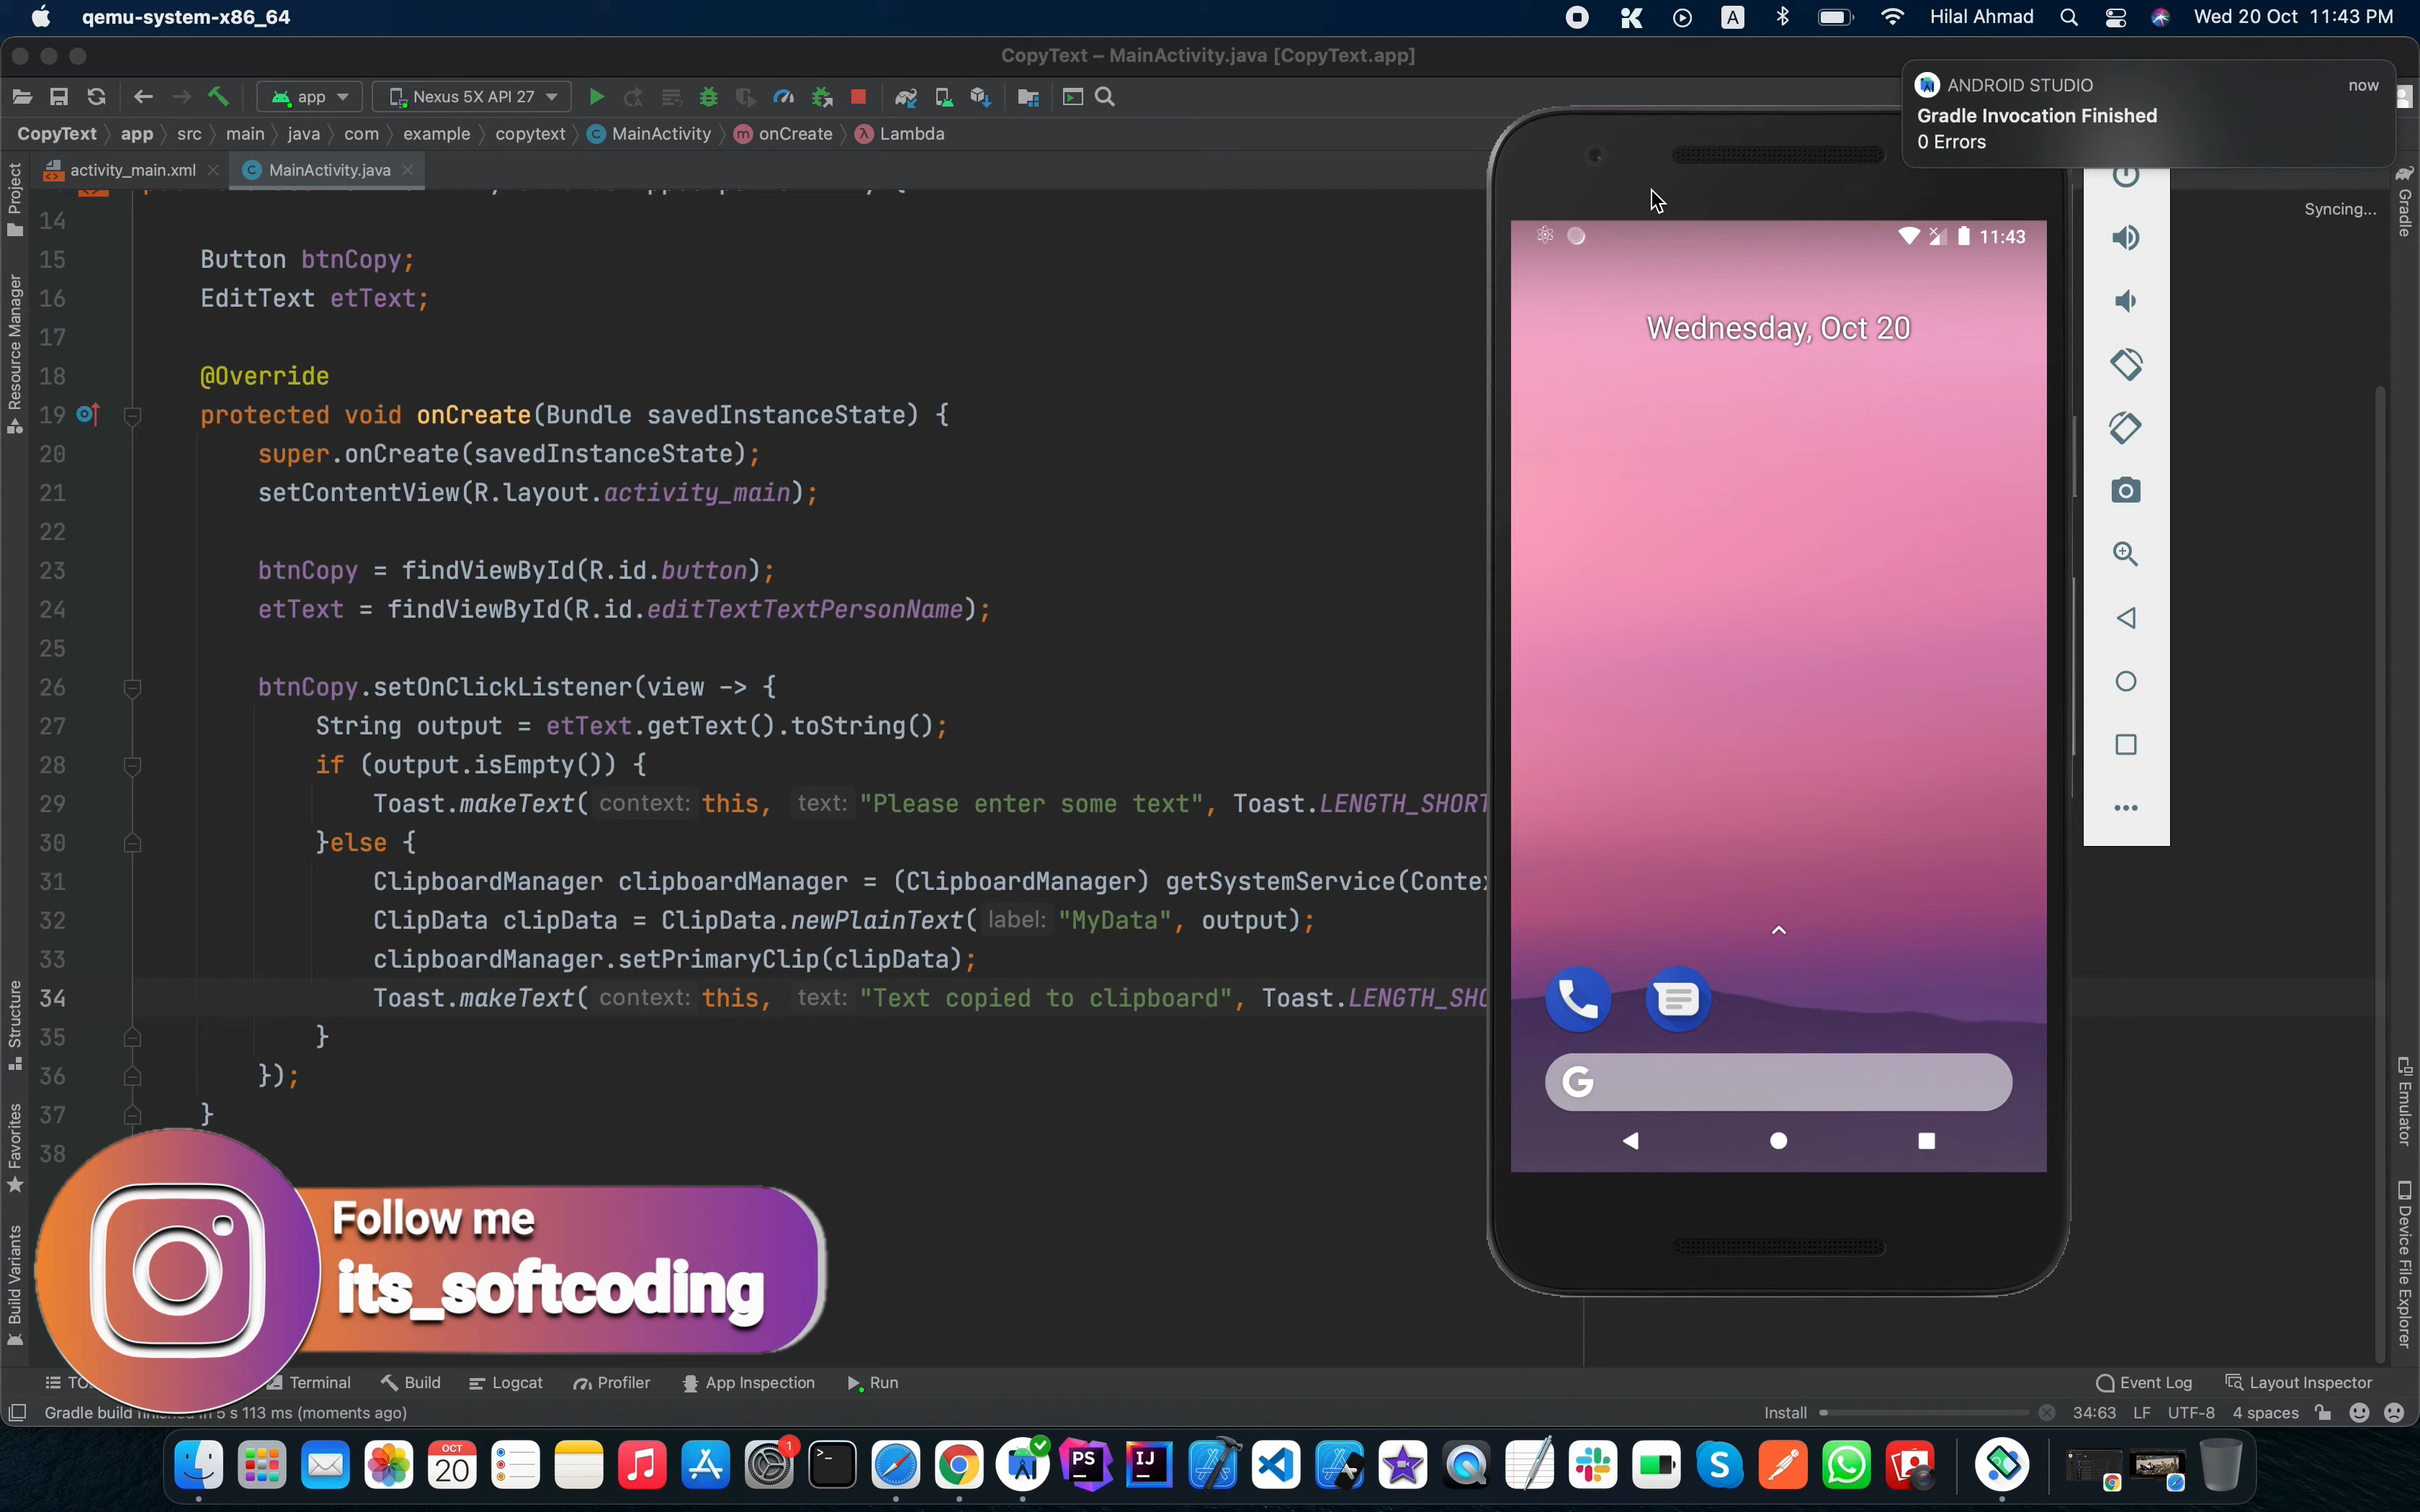 qemu-system-x86_64
A
Hilal Ahmad
Wed 20 Oct 11:43 PM
CopyText – MainActivity.java [CopyText.app]
app
Nexus 5X API 27
CopyText app src main java com example copytext MainActivity onCreate Lambda
activity_main.xml
MainActivity.java
ANDROID STUDIO
now
Gradle Invocation Finished
0 Errors
Syncing...
Project
Resource Manager
Structure
Favorites
Build Variants
Gradle
Emulator
Device File Explorer
14
15 Button btnCopy;
16 EditText etText;
17
18 @Override
19 protected void onCreate(Bundle savedInstanceState) {
20 super.onCreate(savedInstanceState);
21 setContentView(R.layout.activity_main);
22
23 btnCopy = findViewById(R.id.button);
24 etText = findViewById(R.id.editTextTextPersonName);
25
26 btnCopy.setOnClickListener(view -> {
27 String output = etText.getText().toString();
28 if (output.isEmpty()) {
29 Toast.makeText( context: this, text: "Please enter some text", Toast.LENGTH_SHORT
30 }else {
31 ClipboardManager clipboardManager = (ClipboardManager) getSystemService(Conte
32 ClipData clipData = ClipData.newPlainText( label: "MyData", output);
33 clipboardManager.setPrimaryClip(clipData);
34 Toast.makeText( context: this, text: "Text copied to clipboard", Toast.LENGTH_SHO
35 }
36 });
37 }
38
11:43
Wednesday, Oct 20
G
Follow me
its_softcoding
TO
Terminal
Build
Logcat
Profiler
App Inspection
Run
Event Log
Layout Inspector
Gradle build
in 5 s 113 ms (moments ago)
Install
34:63 LF UTF-8 4 spaces
OCT
20
1
PS
IJ
S